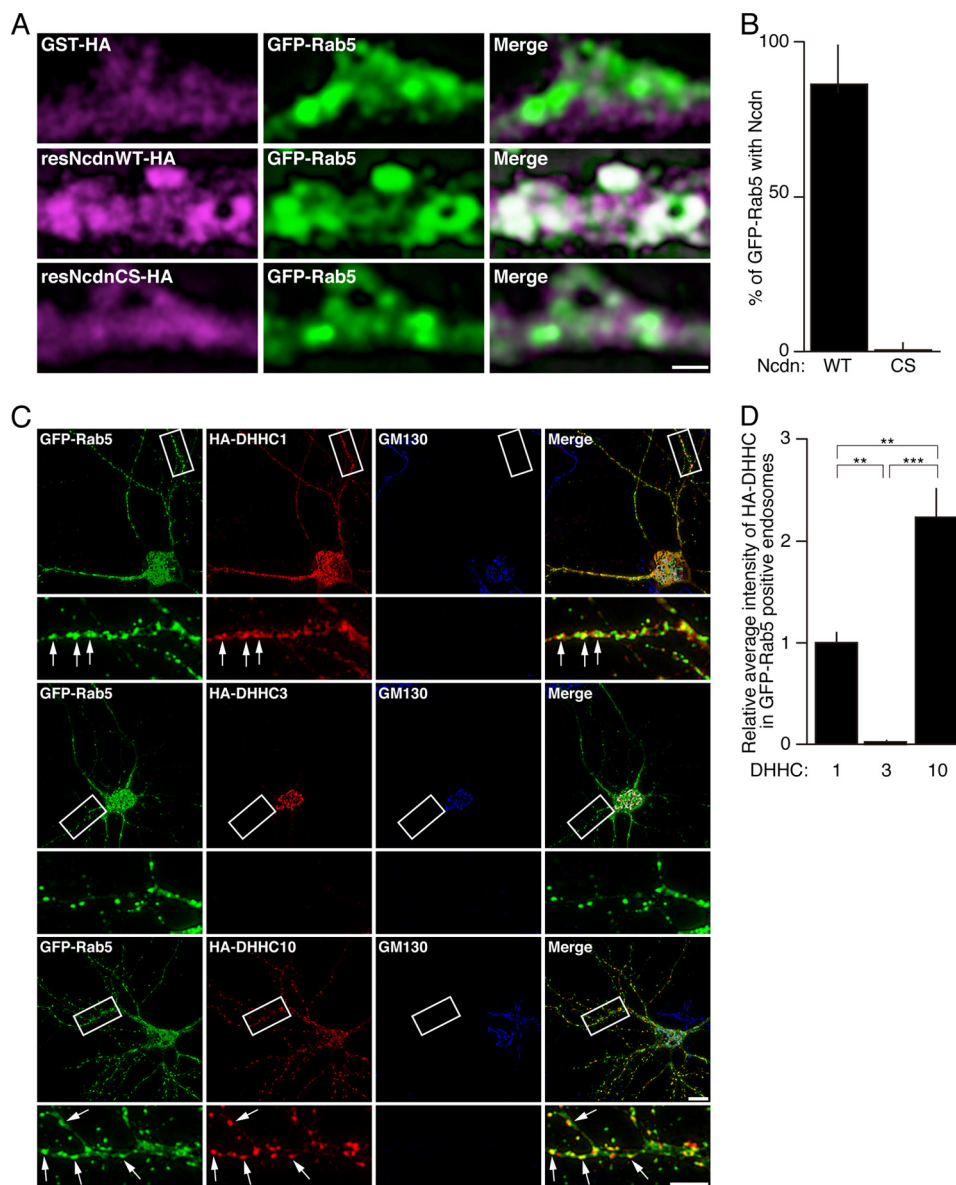 A
GST-HA
GFP-Rab5
Merge
resNcdnWT-HA
GFP-Rab5
Merge
resNcdnCS-HA
GFP-Rab5
Merge
B
% of GFP-Rab5 with Ncdn
100
50
0
Ncdn: WT CS
C
GFP-Rab5
HA-DHHC1
GM130
Merge
GFP-Rab5
HA-DHHC3
GM130
Merge
GFP-Rab5
HA-DHHC10
GM130
Merge
D
Relative average intensity of HA-DHHC
in GFP-Rab5 positive endosomes
3
2
1
0
**
** ***
DHHC: 1 3 10